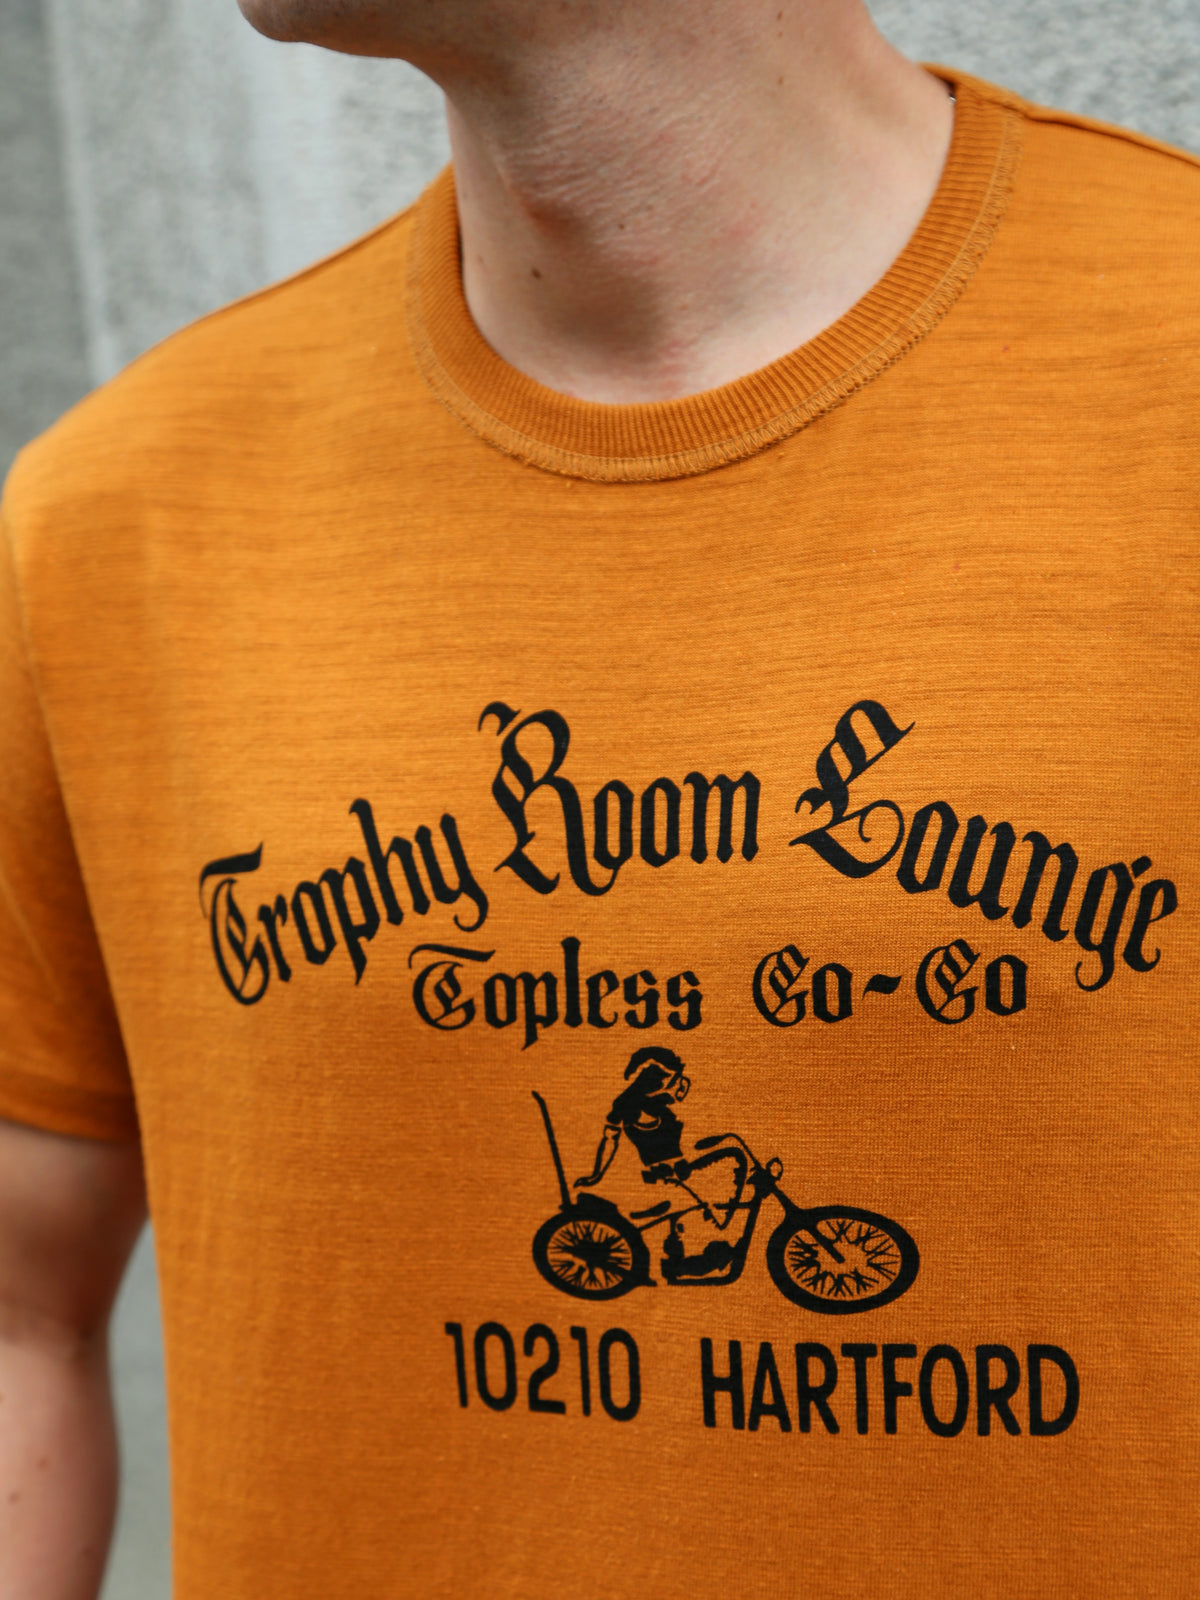 Trophy Room Lounge
Topless Go-Go
10210 HARTFORD